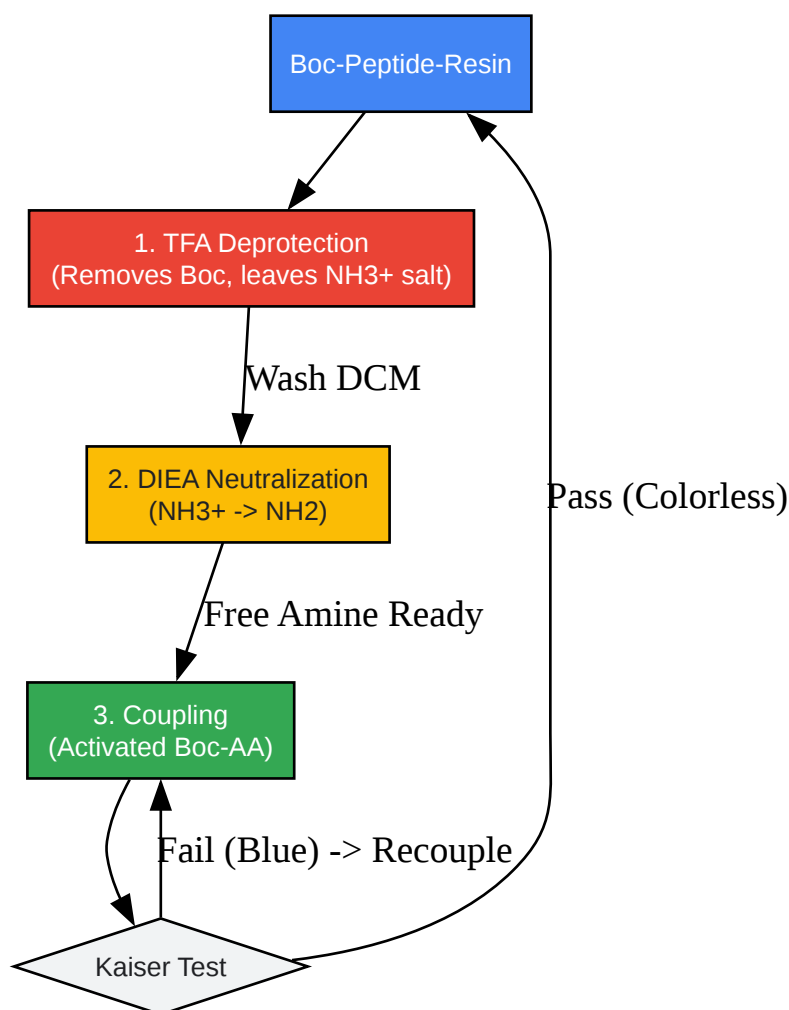 Boc-Peptide-Resin
1. TFA Deprotection
(Removes Boc, leaves NH3+ salt)
Wash DCM
2. DIEA Neutralization
(NH3+ -> NH2)
Pass (Colorless)
Free Amine Ready
3. Coupling
(Activated Boc-AA)
Fail (Blue) -> Recouple
Kaiser Test